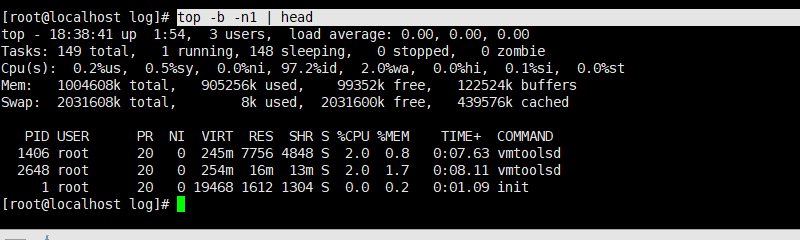 [root@localhost log]# top -b -n1 | head
top - 18:38:41 up  1:54,  3 users,  load average: 0.00, 0.00, 0.00
Tasks: 149 total,   1 running, 148 sleeping,   0 stopped,   0 zombie
Cpu(s):  0.2%us,  0.5%sy,  0.0%ni, 97.2%id,  2.0%wa,  0.0%hi,  0.1%si,  0.0%st
Mem:   1004608k total,   905256k used,    99352k free,   122524k buffers
Swap:  2031608k total,        8k used,  2031600k free,   439576k cached

   PID USER      PR  NI  VIRT  RES  SHR S %CPU %MEM    TIME+  COMMAND
  1406 root      20   0  245m 7756 4848 S  2.0  0.8   0:07.63 vmtoolsd
  2648 root      20   0  254m  16m  13m S  2.0  1.7   0:08.11 vmtoolsd
     1 root      20   0 19468 1612 1304 S  0.0  0.2   0:01.09 init
[root@localhost log]#